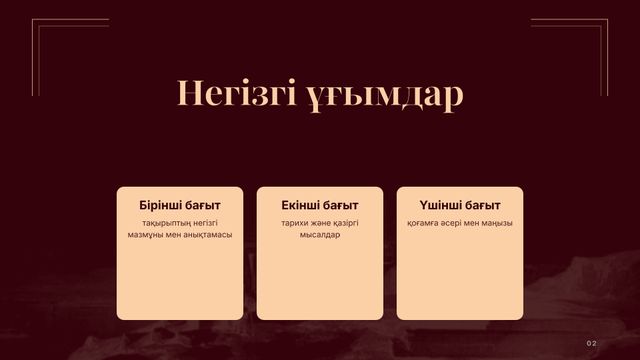 Негізгі ұғымдар
Бірінші бағыт
тақырыптың негізгі
мазмұны мен анықтамасы
Екінші бағыт
тарихи және қазіргі
мысалдар
Үшінші бағыт
қоғамға әсері мен маңызы
02